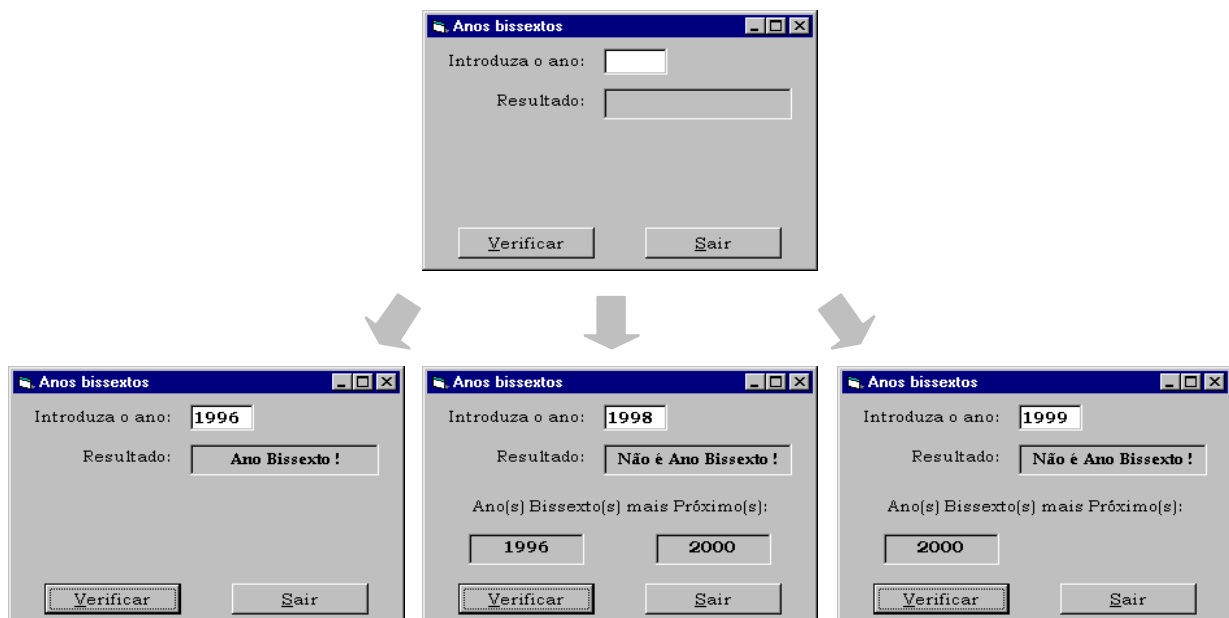 Anos bissextos
Introduza o ano:
Resultado:
Verificar Sair
Anos bissextos
Introduza o ano: 1996
Resultado: Ano Bissexto !
Verificar Sair
Anos bissextos
Introduza o ano: 1998
Resultado: Não é Ano Bissexto !
Ano(s) Bissexto(s) mais Próximo(s):
1996 2000
Verificar Sair
Anos bissextos
Introduza o ano: 1999
Resultado: Não é Ano Bissexto !
Ano(s) Bissexto(s) mais Próximo(s):
2000
Verificar Sair